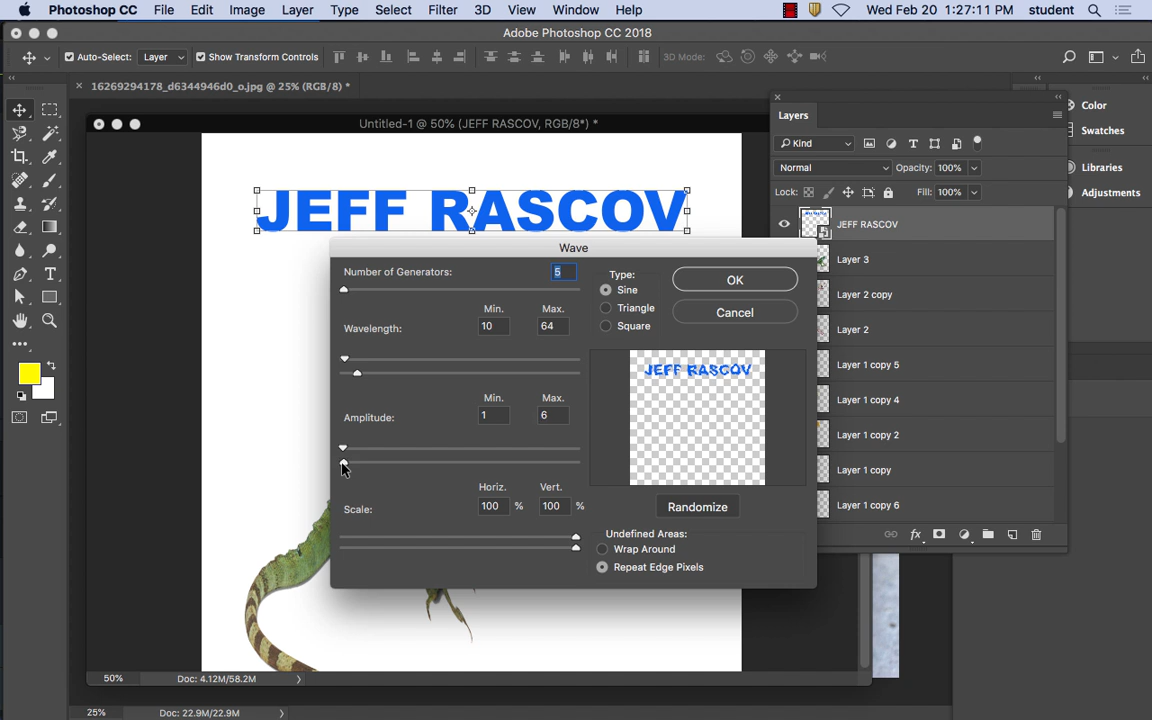 Photoshop CC File Edit Image Layer Type Select Filter 3D View Window Help Wed Feb 20 1:27:11 PM student
Adobe Photoshop CC 2018
Auto-Select: Layer Show Transform Controls 3D Mode:
× 16269294178_d6344946d0_o.jpg @ 25% (RGB/8) *
Untitled-1 @ 50% (JEFF RASCOV, RGB/8*) *
JEFF RASCOV
Wave
Number of Generators: 5
Min. Max.
Wavelength: 10 64
Min. Max.
Amplitude: 1 6
Horiz. Vert.
Scale: 100 % 100 %
Type:
Sine
Triangle
Square
OK
Cancel
JEFF RASCOV
Randomize
Undefined Areas:
Wrap Around
Repeat Edge Pixels
Layers
Kind
Normal Opacity: 100%
Lock: Fill: 100%
JEFF RASCOV
Layer 3
Layer 2 copy
Layer 2
Layer 1 copy 5
Layer 1 copy 4
Layer 1 copy 2
Layer 1 copy
Layer 1 copy 6
fx
Color
Swatches
Libraries
Adjustments
50% Doc: 4.12M/58.2M
25% Doc: 22.9M/22.9M